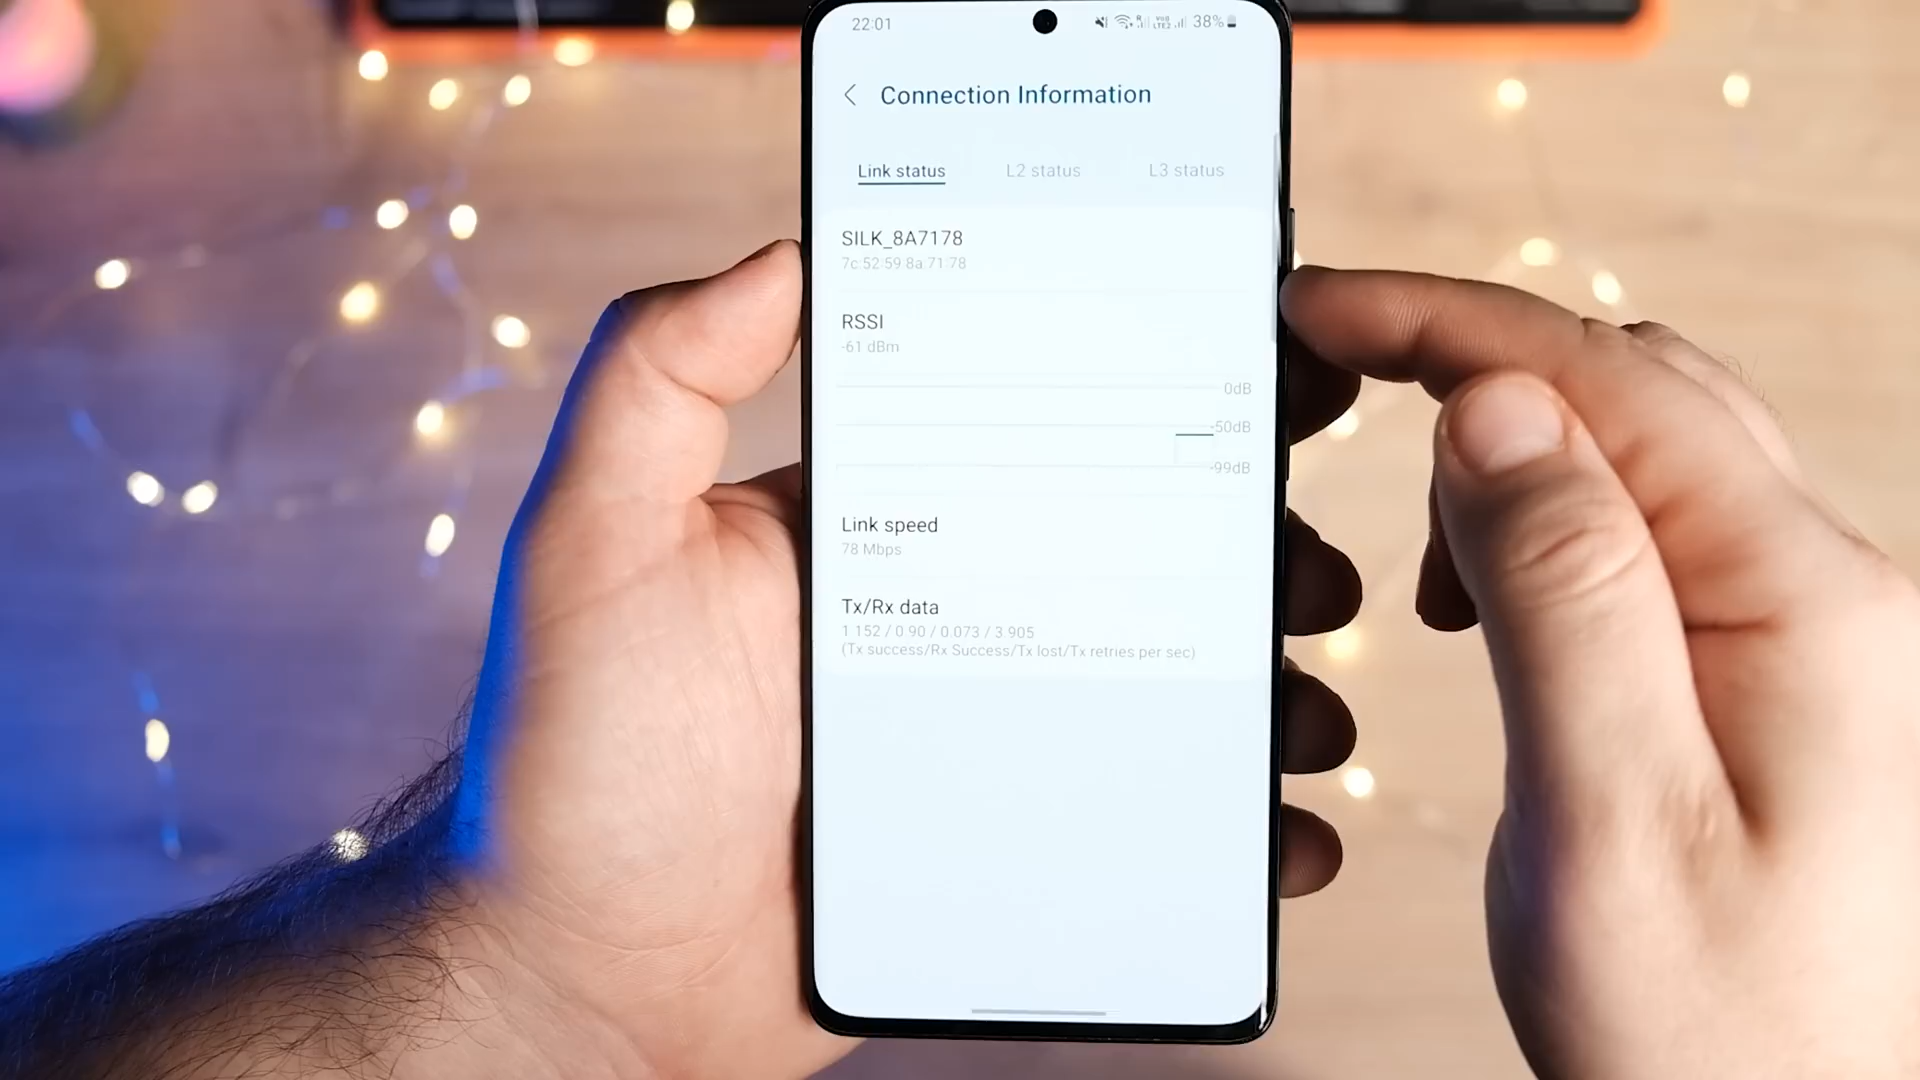 22:01
38%
Connection Information
Link status
L2 status
L3 status
SILK_8A7178
7c:52:59:8a:71:78
RSSI
-61 dBm
0dB
-50dB
-99dB
Link speed
78 Mbps
Tx/Rx data
1.152 / 0.90 / 0.073 / 3.905
(Tx success/Rx Success/Tx lost/Tx retries per sec)